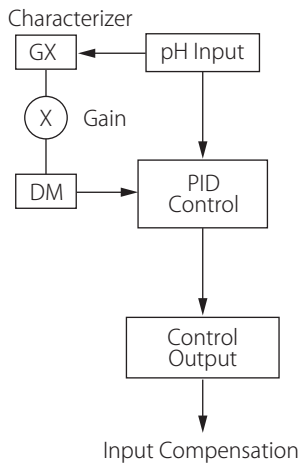 Characterizer
GX
pH Input
X
Gain
DM
PID
Control
Control
Output
Input Compensation